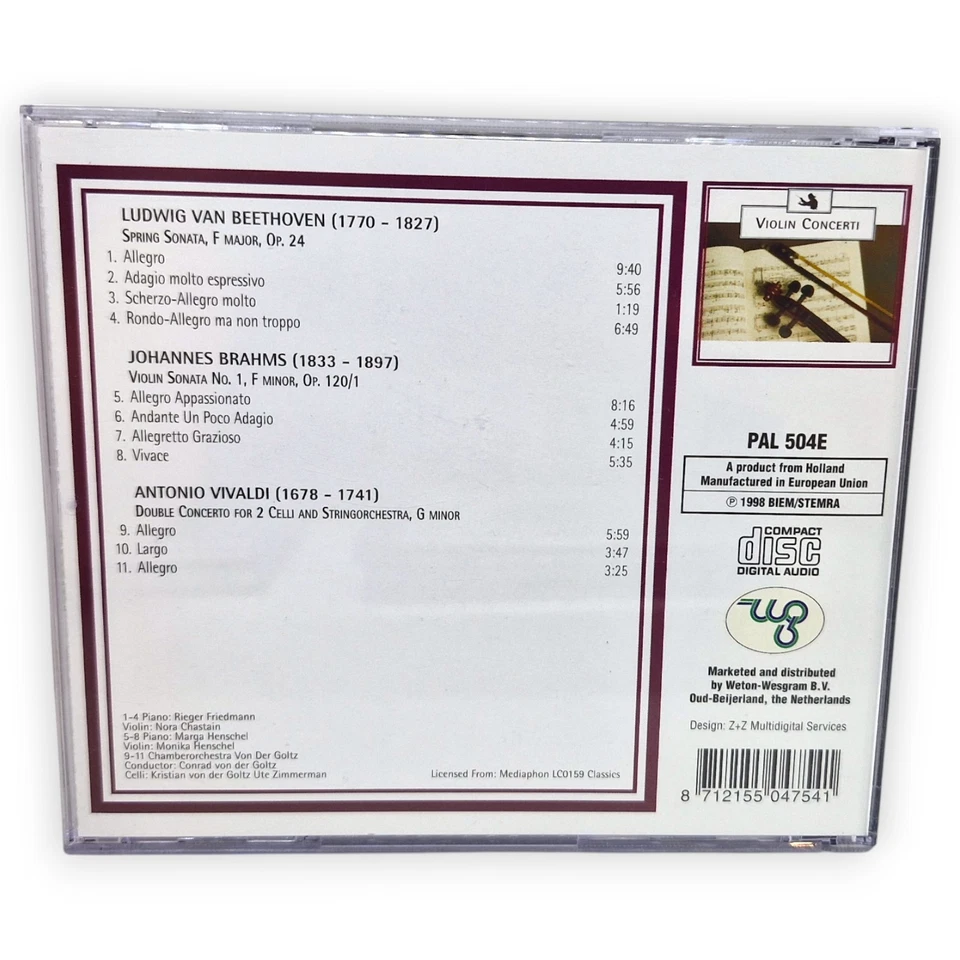 LUDWIG VAN BEETHOVEN (1770 - 1827)
SPRING SONATA, F MAJOR, OP. 24
1. Allegro 9:40
2. Adagio molto espressivo 5:56
3. Scherzo-Allegro molto 1:19
4. Rondo-Allegro ma non troppo 6:49
JOHANNES BRAHMS (1833 - 1897)
VIOLIN SONATA NO. 1, F MINOR, OP. 120/1
5. Allegro Appassionato 8:16
6. Andante Un Poco Adagio 4:59
7. Allegretto Grazioso 4:15
8. Vivace 5:35
ANTONIO VIVALDI (1678 - 1741)
DOUBLE CONCERTO FOR 2 CELLI AND STRINGORCHESTRA, G MINOR
9. Allegro 5:59
10. Largo 3:47
11. Allegro 3:25
1-4 Piano: Rieger Friedmann
Violin: Nora Chastain
5-8 Piano: Marga Henschel
Violin: Monika Henschel
9-11 Chamberorchestra Von Der Goltz
Conductor: Conrad von der Goltz
Celli: Kristian von der Goltz Ute Zimmerman
Licensed From: Mediaphon LC0159 Classics
VIOLIN CONCERTI
PAL 504E
A product from Holland
Manufactured in European Union
℗ 1998 BIEM/STEMRA
COMPACT
disc
DIGITAL AUDIO
Marketed and distributed
by Weton-Wesgram B.V.
Oud-Beijerland, the Netherlands
Design: Z+Z Multidigital Services
8 712155 047541